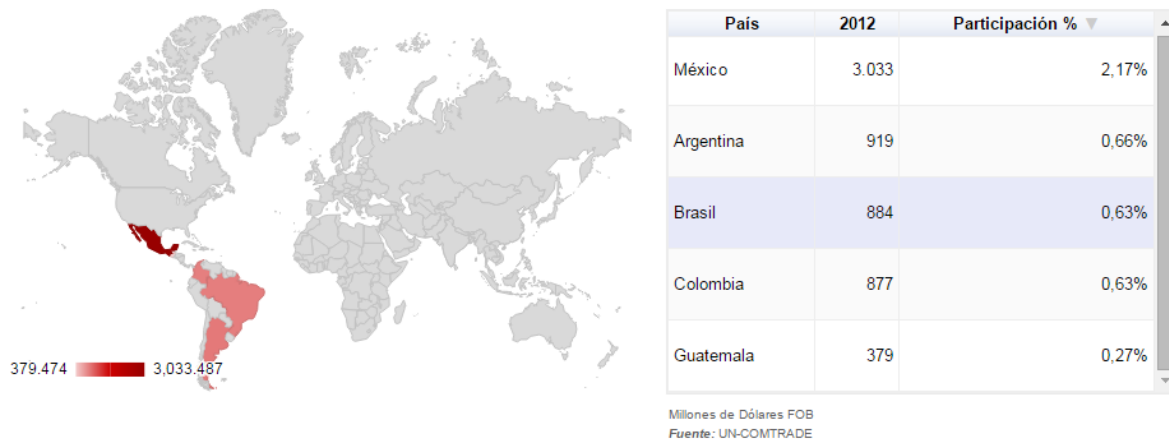 País 2012 Participación %
México 3.033 2,17%
Argentina 919 0,66%
Brasil 884 0,63%
Colombia 877 0,63%
Guatemala 379 0,27%
379.474 3,033.487
Millones de Dólares FOB
Fuente: UN-COMTRADE